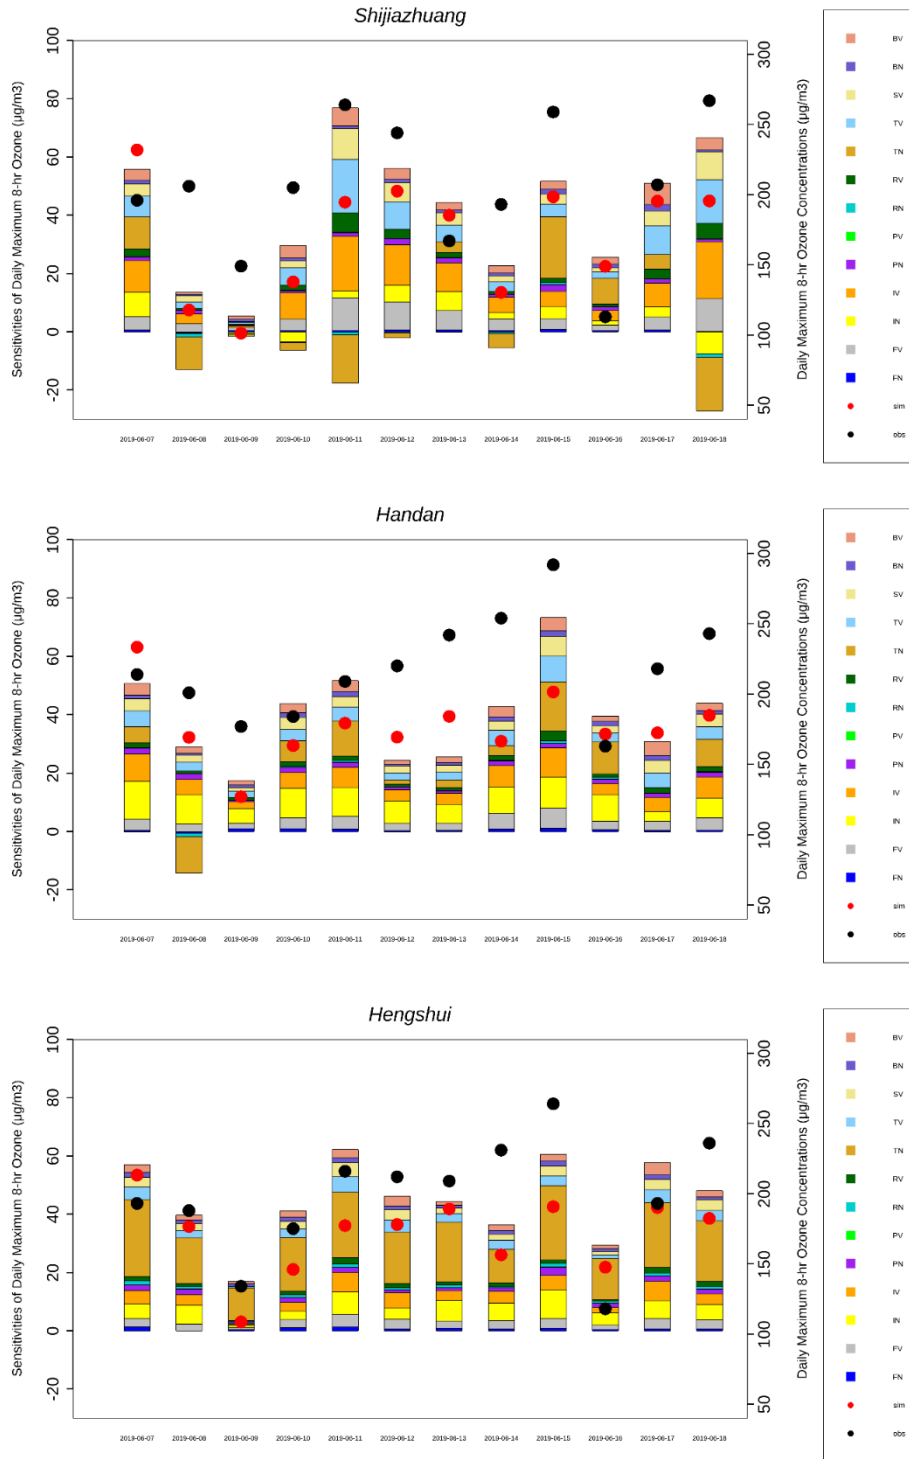 Shijiazhuang
Sensitivities of Daily Maximum 8-hr Ozone (μg/m3)
100
80
60
40
20
0
-20
300
250
200
150
100
50
Daily Maximum 8-hr Ozone Concentrations (μg/m3)
2019-06-07 2019-06-08 2019-06-09 2019-06-10 2019-06-11 2019-06-12 2019-06-13 2019-06-14 2019-06-15 2019-06-16 2019-06-17 2019-06-18
BV
BN
SV
TV
TN
RV
RN
PV
PN
IV
IN
FV
FN
sim
obs
Handan
Sensitivities of Daily Maximum 8-hr Ozone (μg/m3)
100
80
60
40
20
0
-20
300
250
200
150
100
50
Daily Maximum 8-hr Ozone Concentrations (μg/m3)
2019-06-07 2019-06-08 2019-06-09 2019-06-10 2019-06-11 2019-06-12 2019-06-13 2019-06-14 2019-06-15 2019-06-16 2019-06-17 2019-06-18
BV
BN
SV
TV
TN
RV
RN
PV
PN
IV
IN
FV
FN
sim
obs
Hengshui
Sensitivities of Daily Maximum 8-hr Ozone (μg/m3)
100
80
60
40
20
0
-20
300
250
200
150
100
50
Daily Maximum 8-hr Ozone Concentrations (μg/m3)
2019-06-07 2019-06-08 2019-06-09 2019-06-10 2019-06-11 2019-06-12 2019-06-13 2019-06-14 2019-06-15 2019-06-16 2019-06-17 2019-06-18
BV
BN
SV
TV
TN
RV
RN
PV
PN
IV
IN
FV
FN
sim
obs